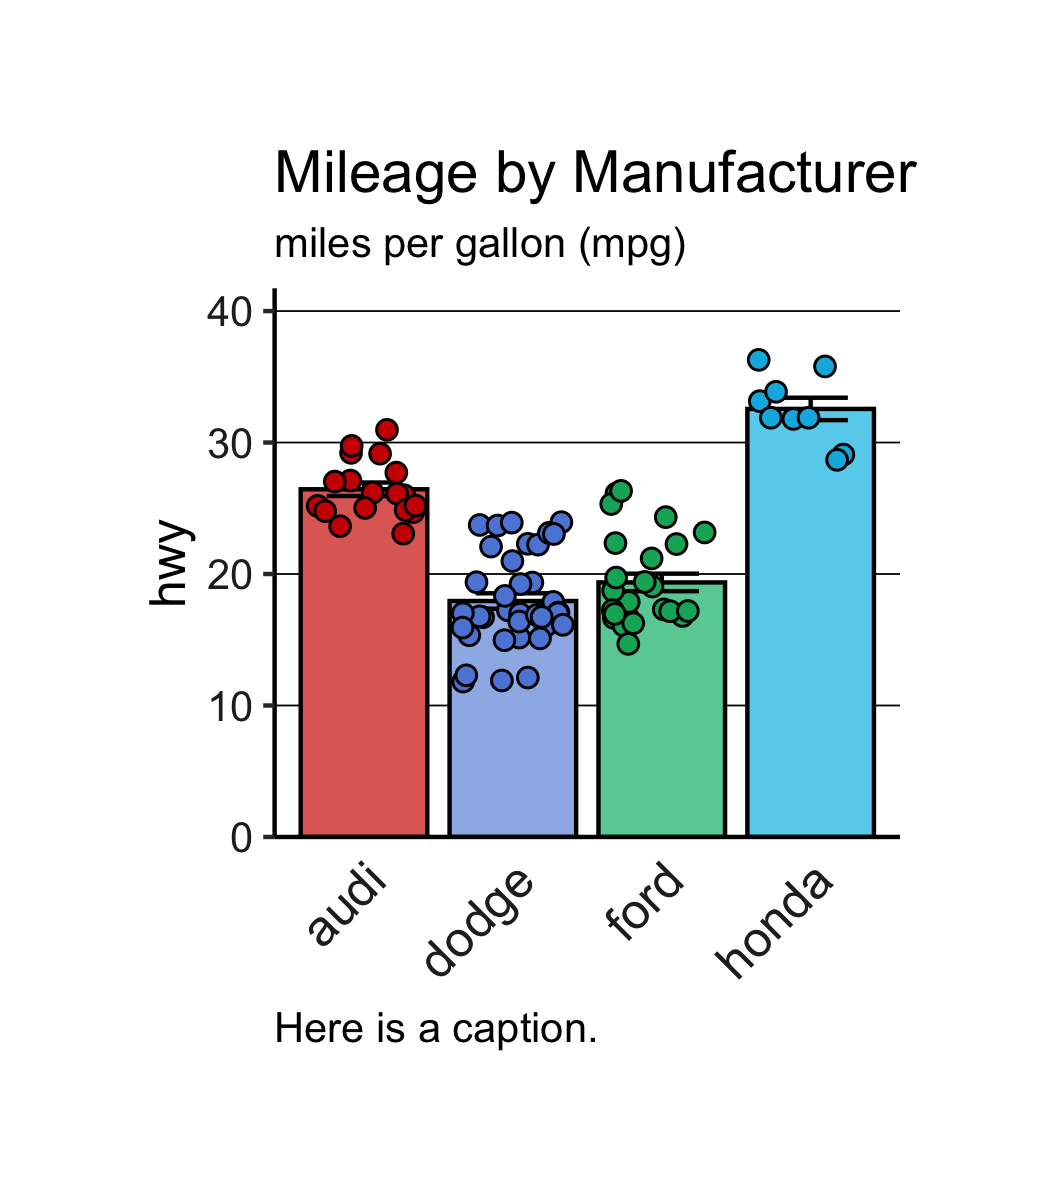 Mileage by Manufacturer
miles per gallon (mpg)
hwy
40
30
20
10
0
audi
dodge
ford
honda
Here is a caption.